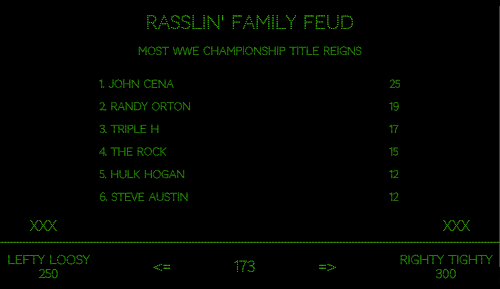 RASSLIN' FAMILY FEUD
MOST WWE CHAMPIONSHIP TITLE REIGNS
1. JOHN CENA 25
2. RANDY ORTON 19
3. TRIPLE H 17
4. THE ROCK 15
5. HULK HOGAN 12
6. STEVE AUSTIN 12
XXX XXX
LEFTY LOOSY <= 173 => RIGHTY TIGHTY
250 300